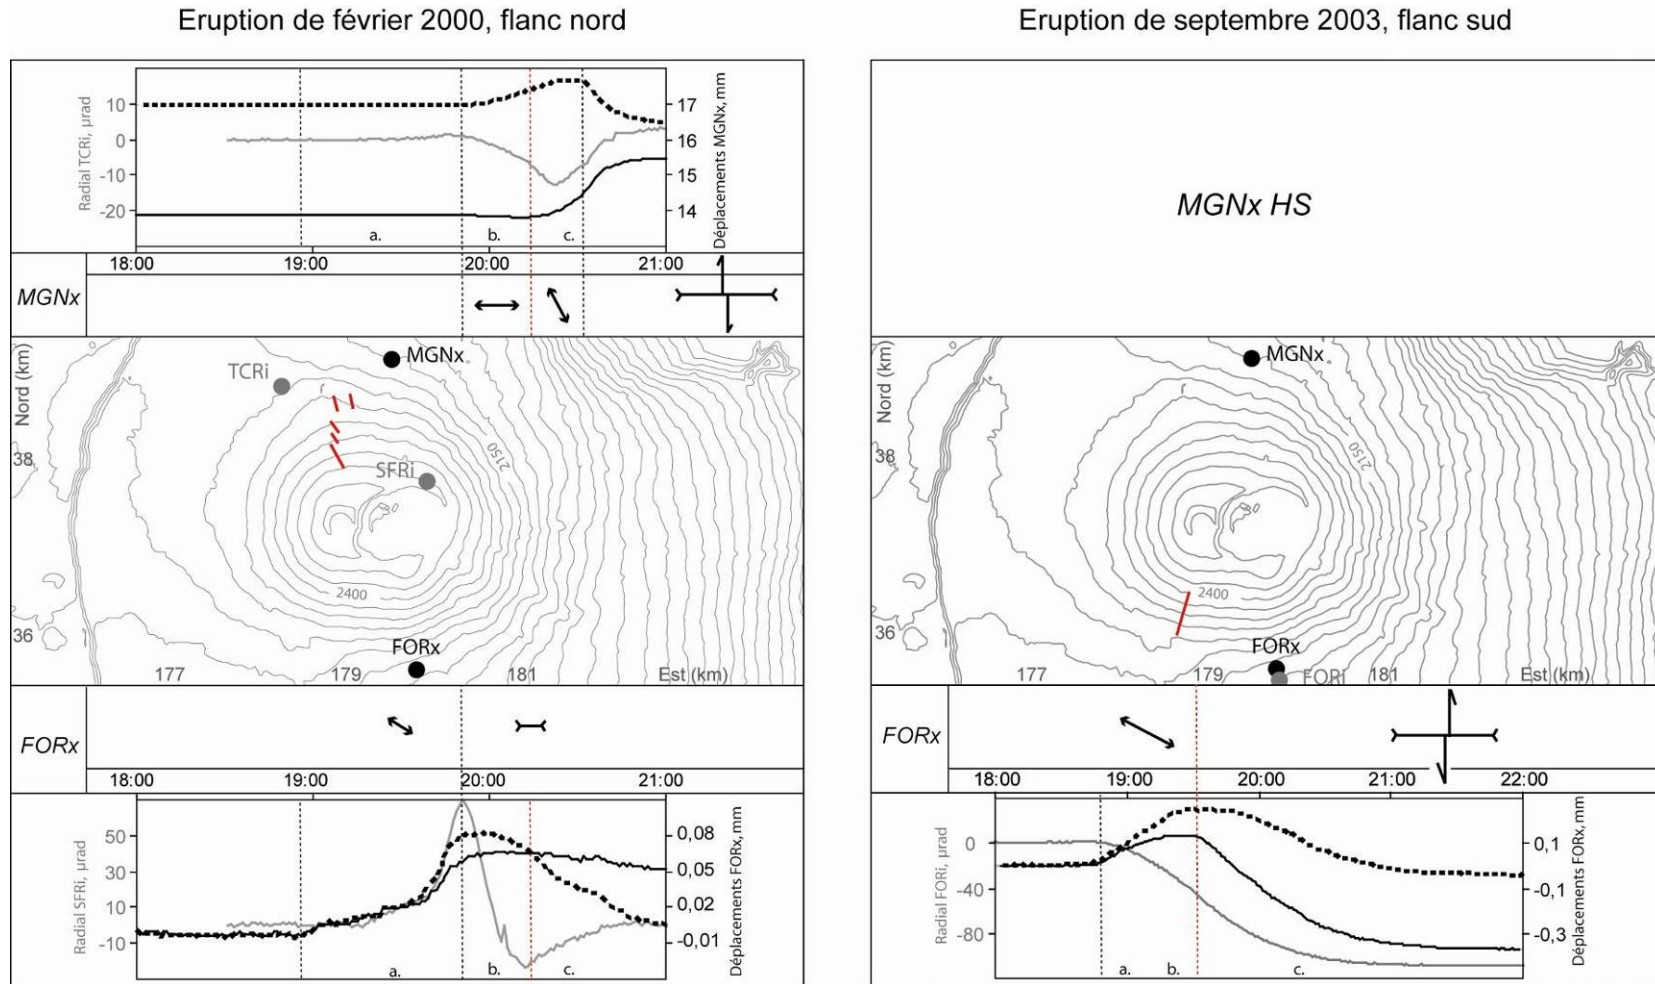 Eruption de février 2000, flanc nord
Eruption de septembre 2003, flanc sud
10
0
-10
-20
Radial TCRi, µrad
17
16
15
14
Déplacements MGNx, mm
a.
b.
c.
18:00
19:00
20:00
21:00
MGNx
MGNx HS
Nord (km)
38
36
TCRi
MGNx
SFRi
2150
2400
FORx
177
179
181
Est (km)
Nord (km)
38
36
MGNx
2150
2400
FORx
FORi
177
179
181
Est (km)
FORx
18:00
19:00
20:00
21:00
50
30
10
-10
Radial SFRi, µrad
0,08
0,05
0,02
-0,01
Déplacements FORx, mm
a.
b.
c.
FORx
18:00
19:00
20:00
21:00
22:00
0
-40
-80
Radial FORi, µrad
0,1
-0,1
-0,3
Déplacements FORx, mm
a.
b.
c.